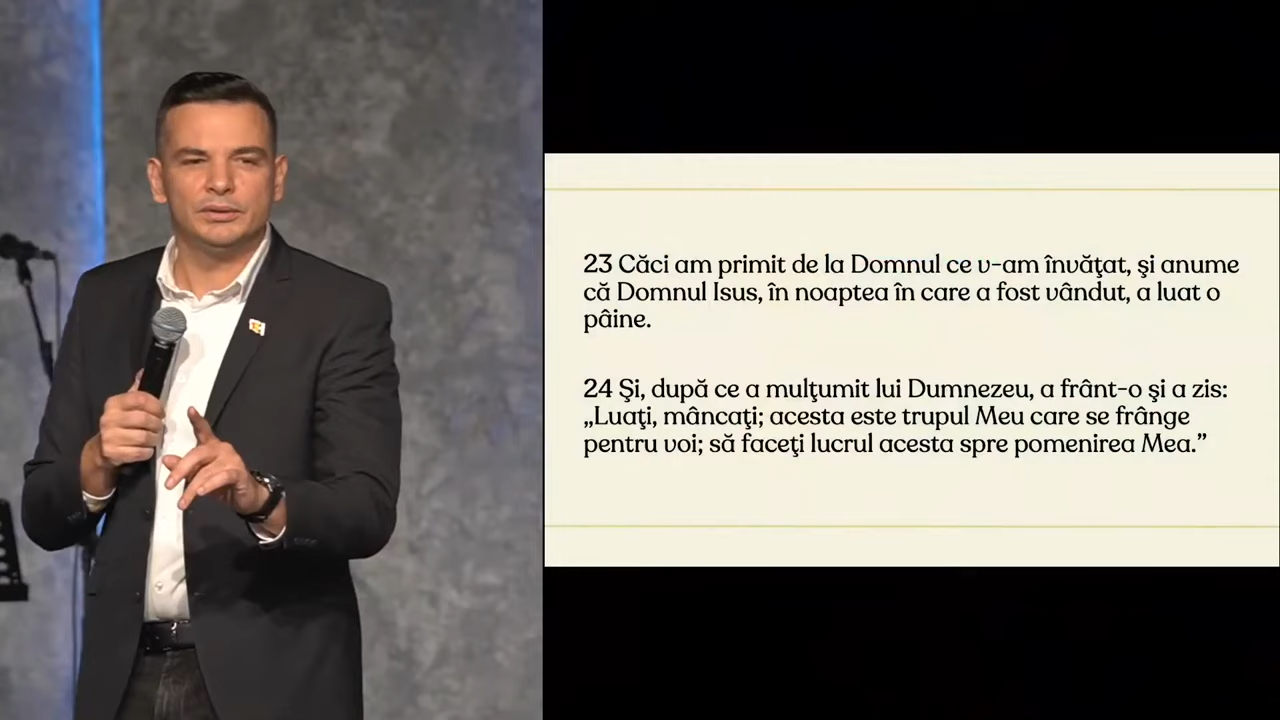 23 Căci am primit de la Domnul ce v-am învăţat, şi anume
că Domnul Isus, în noaptea în care a fost vândut, a luat o
pâine.
24 Şi, după ce a mulţumit lui Dumnezeu, a frânt-o şi a zis:
„Luaţi, mâncaţi; acesta este trupul Meu care se frânge
pentru voi; să faceţi lucrul acesta spre pomenirea Mea.”